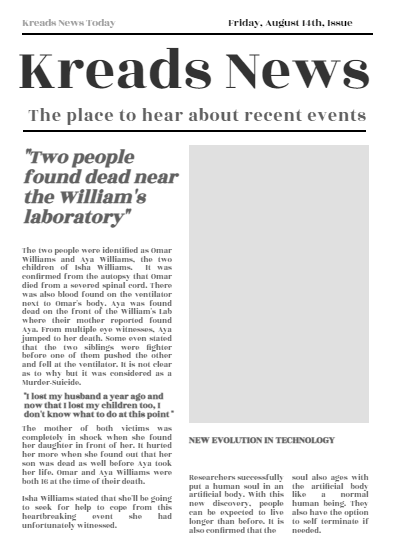 Kreads News Today
Friday, August 14th, Issue
Kreads News
The place to hear about recent events
"Two people
found dead near
the William's
laboratory"
The two people were identified as Omar
Williams and Aya Williams, the two
children of Isha Williams. It was
confirmed from the autopsy that Omar
died from a severed spinal cord. There
was also blood found on the ventilator
next to Omar's body. Aya was found
dead on the front of the William's Lab
where their mother reported found
Aya. From multiple eye witnesses, Aya
jumped to her death. Some even stated
that the two siblings were fighter
before one of them pushed the other
and fell at the ventilator. It is not clear
as to why but it was considered as a
Murder-Suicide.
"I lost my husband a year ago and
now that I lost my children too, I
don't know what to do at this point"
The mother of both victims was
completely in shock when she found
her daughter in front of her. It hurted
her more when she found out that her
son was dead as well before Aya took
her life. Omar and Aya Williams were
both 18 at the time of their death.
Isha Williams stated that she'll be going
to seek for help to cope from this
heartbreaking event she had
unfortunately witnessed.
NEW EVOLUTION IN TECHNOLOGY
Researchers successfully
put a human soul in an
artificial body. With this
new discovery, people
can be expected to live
longer than before. It is
also confirmed that the
soul also ages with
the artificial body
like a normal
human being. They
also have the option
to self terminate if
needed.